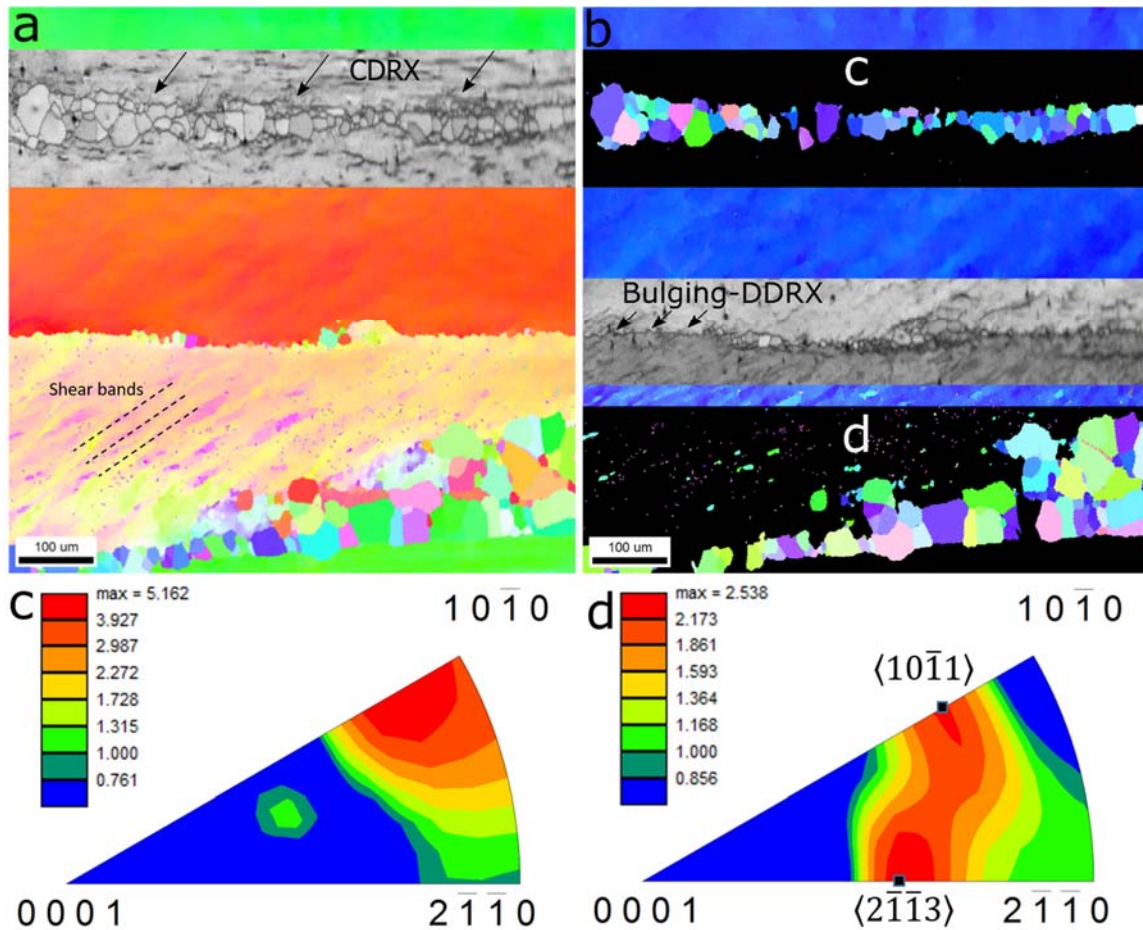 a
CDRX
Shear bands
100 um
b
c
Bulging-DDRX
d
100 um
c
max = 5.162
3.927
2.987
2.272
1.728
1.315
1.000
0.761
1 0 1̅ 0
0 0 0 1
2 1̅ 1̅ 0
d
max = 2.538
2.173
1.861
1.593
1.364
1.168
1.000
0.856
1 0 1̅ 0
⟨101̅1⟩
0 0 0 1
⟨21̅1̅3⟩
2 1̅ 1̅ 0